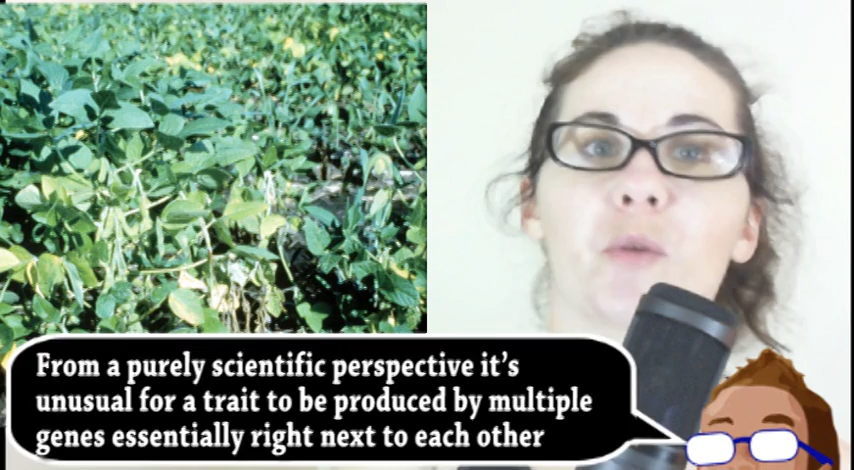 From a purely scientific perspective it's
unusual for a trait to be produced by multiple
genes essentially right next to each other